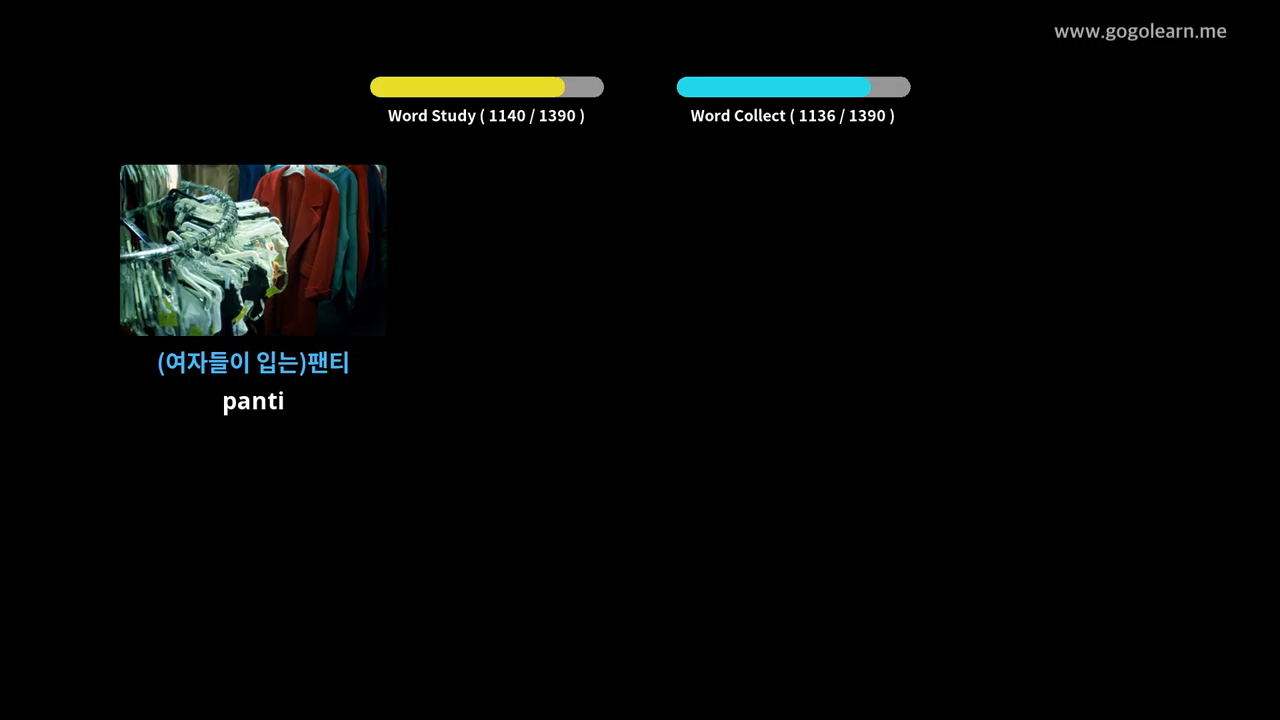 www.gogolearn.me
Word Study ( 1140 / 1390 )
Word Collect ( 1136 / 1390 )
(여자들이 입는)팬티
panti